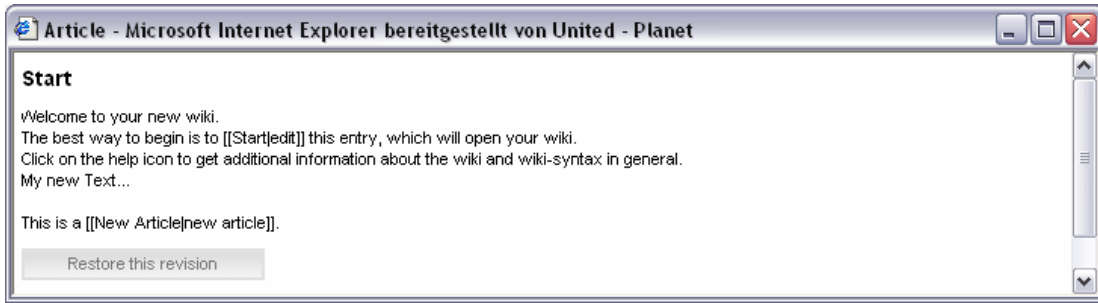 Article - Microsoft Internet Explorer bereitgestellt von United - Planet
Start
Welcome to your new wiki.
The best way to begin is to [[Start|edit]] this entry, which will open your wiki.
Click on the help icon to get additional information about the wiki and wiki-syntax in general.
My new Text...
This is a [[New Article|new article]].
Restore this revision